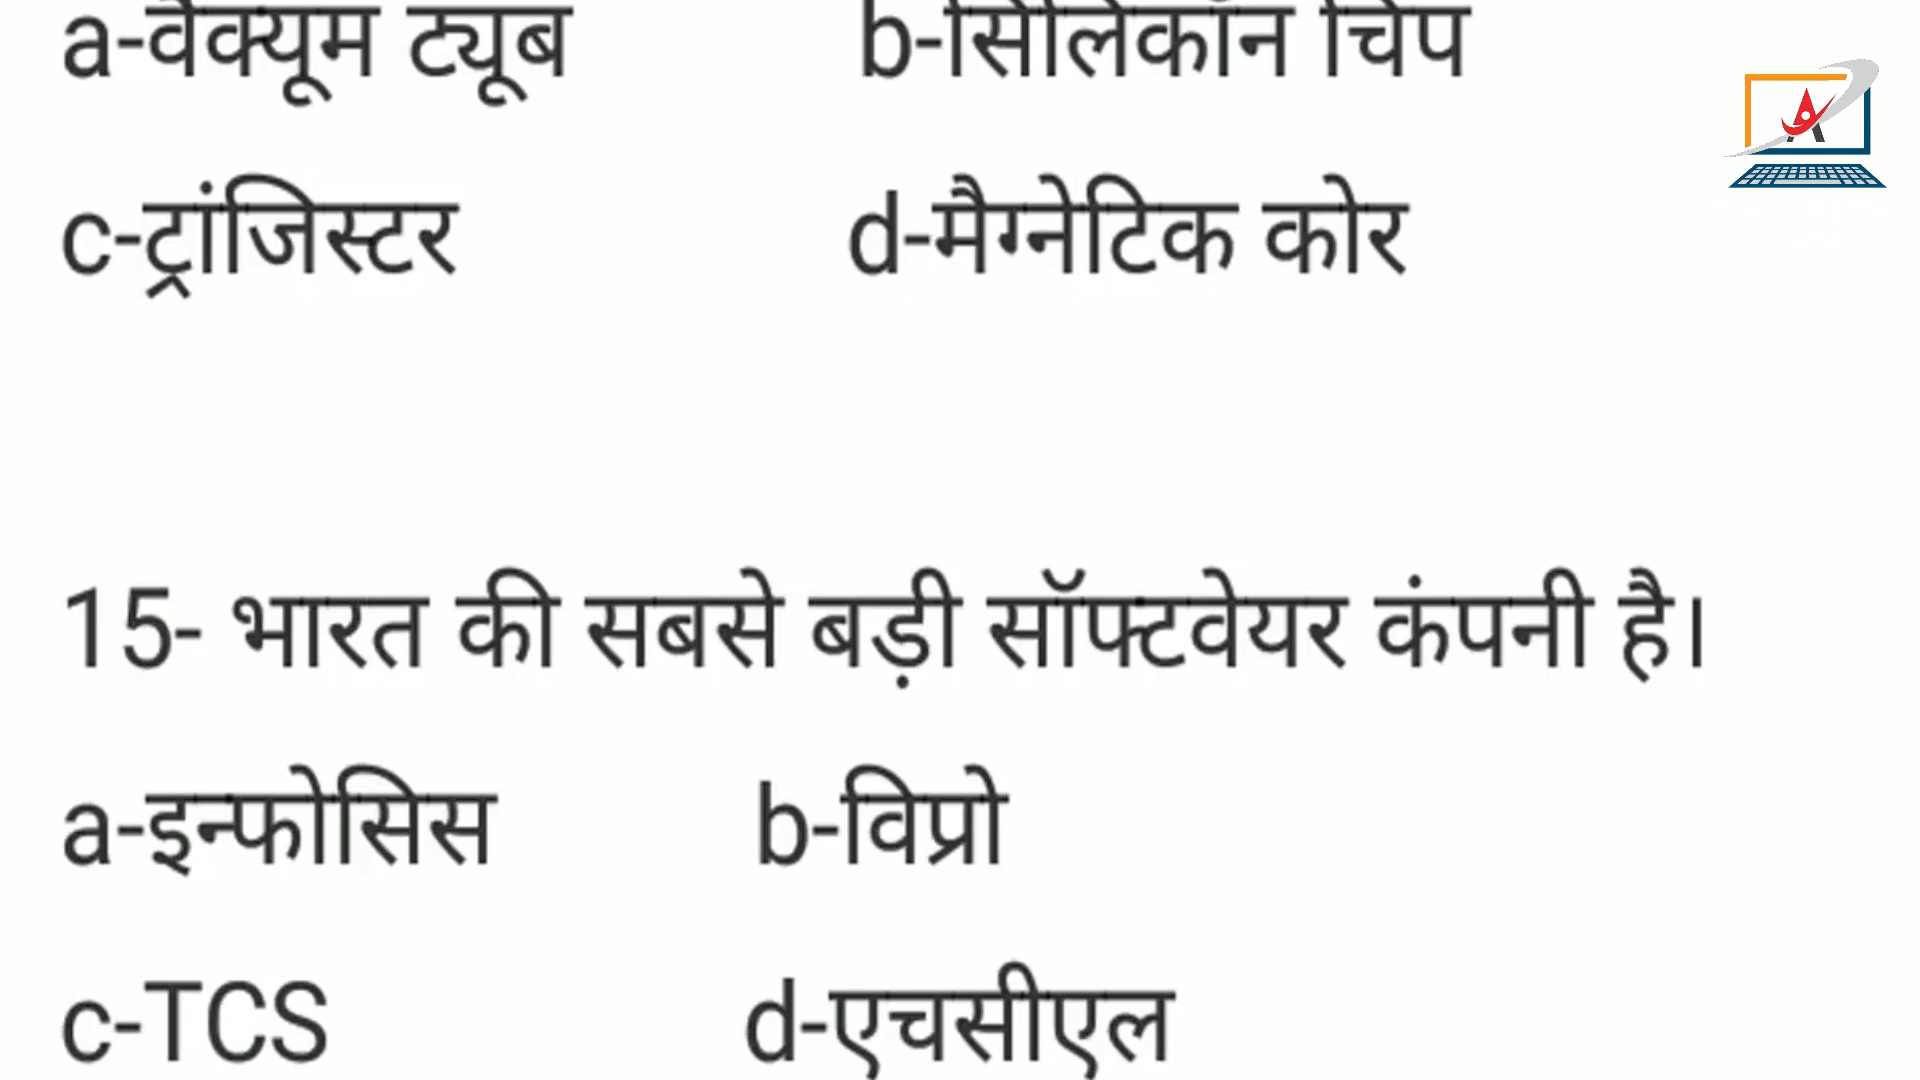 a-वैक्यूम ट्यूब b-सिलिकॉन चिप
c-ट्रांजिस्टर d-मैग्नेटिक कोर
15- भारत की सबसे बड़ी सॉफ्टवेयर कंपनी है।
a-इन्फोसिस b-विप्रो
c-TCS d-एचसीएल